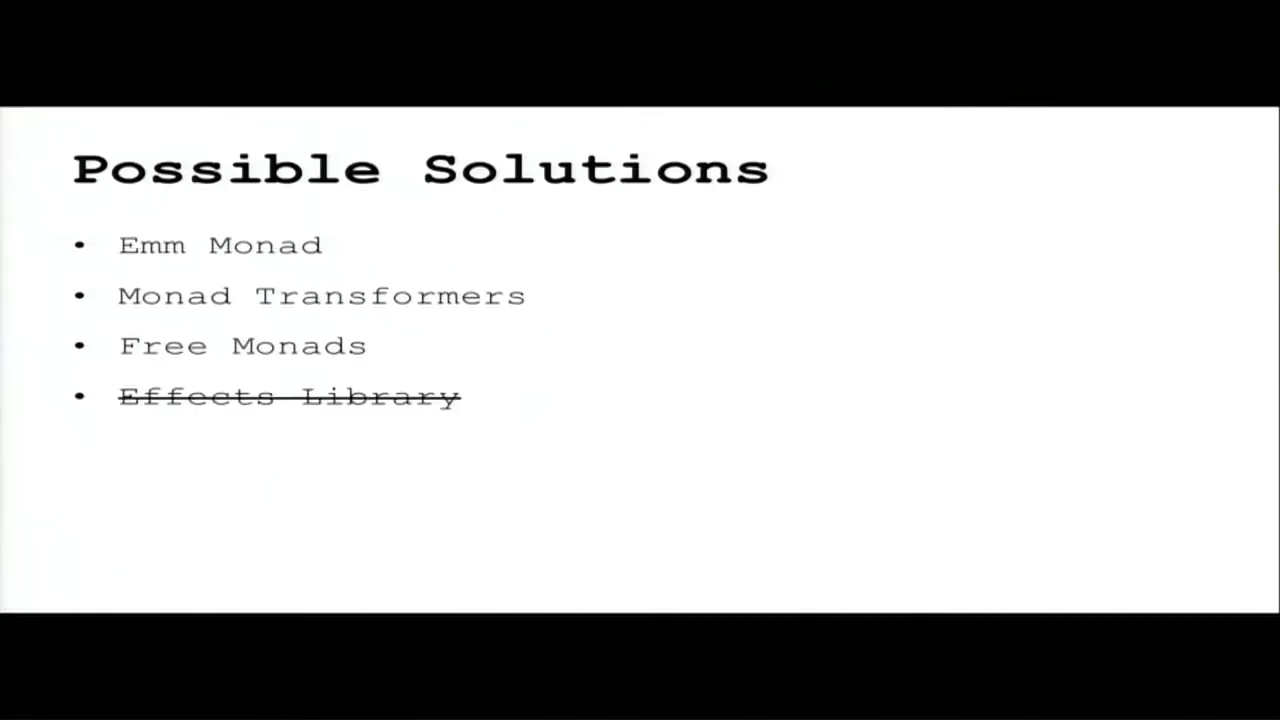 Possible Solutions
• Emm Monad
• Monad Transformers
• Free Monads
• Effects Library